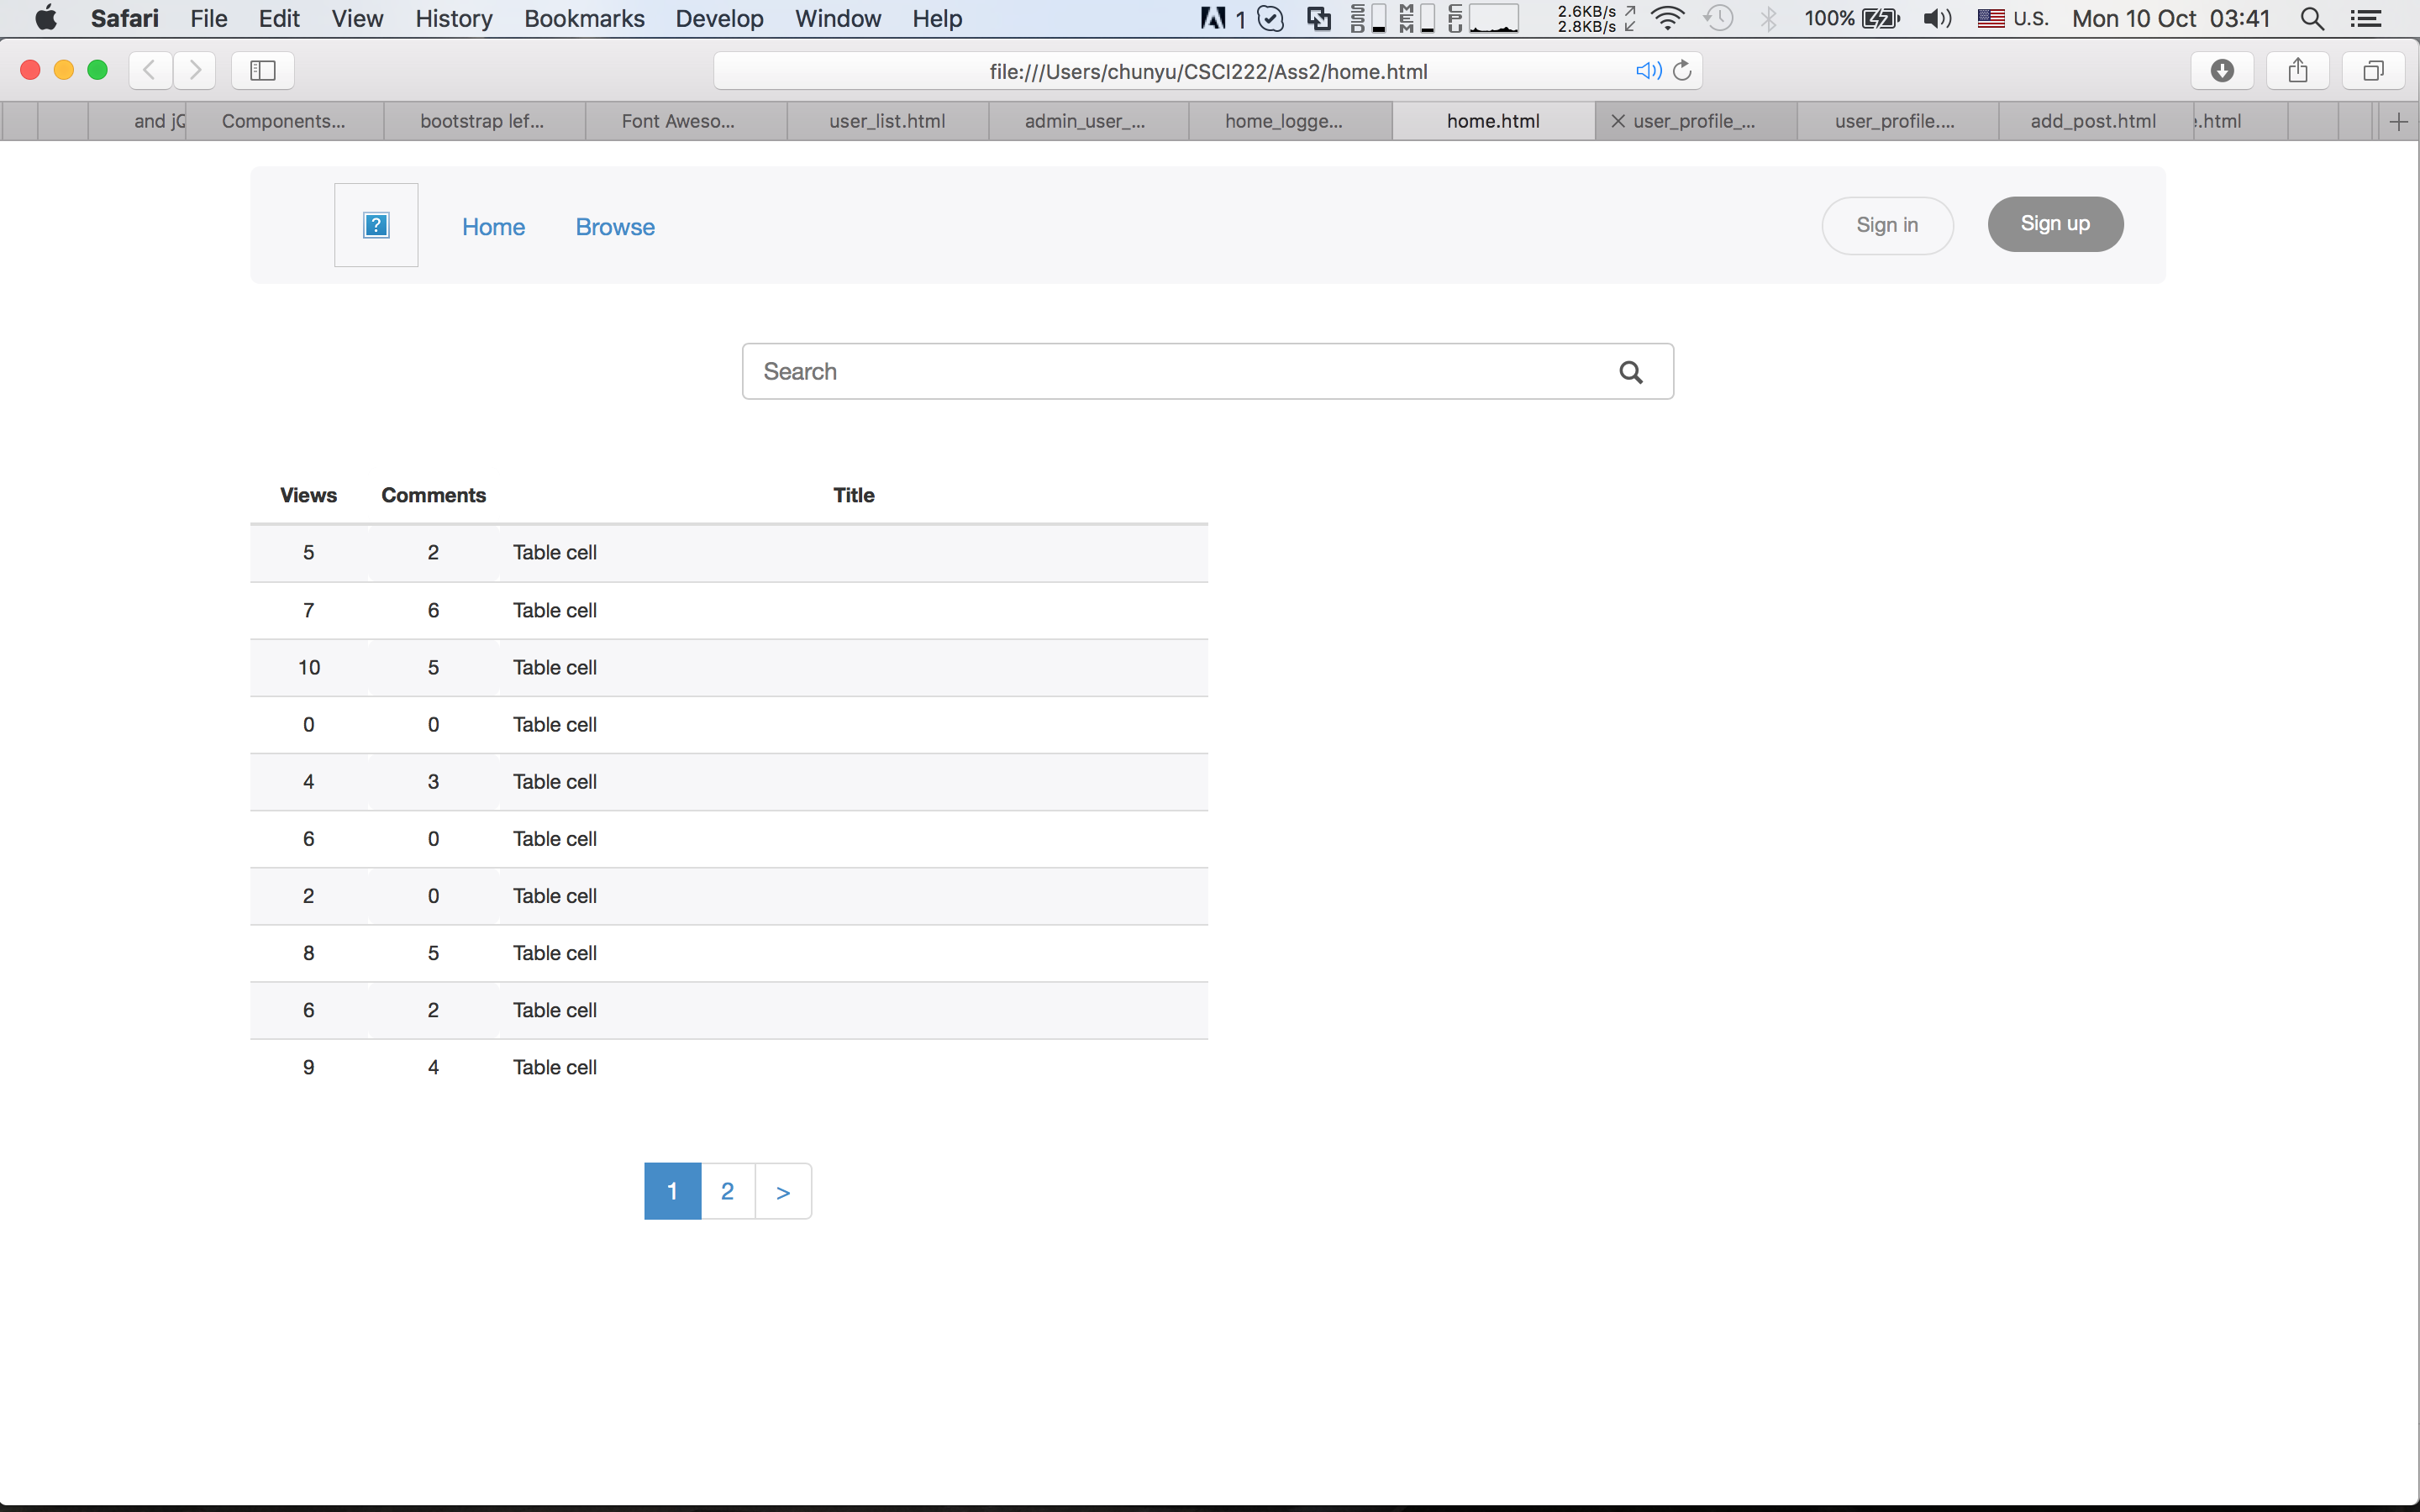 Safari File Edit View History Bookmarks Develop Window Help 1 SSD MEM CPU 2.6KB/s 2.8KB/s 100% U.S. Mon 10 Oct 03:41
file:///Users/chunyu/CSCI222/Ass2/home.html
and jQ Components... bootstrap lef... Font Aweso... user_list.html admin_user_... home_logge... home.html user_profile_... user_profile.... add_post.html .html
Home Browse Sign in Sign up
Search
Views Comments Title
5 2 Table cell
7 6 Table cell
10 5 Table cell
0 0 Table cell
4 3 Table cell
6 0 Table cell
2 0 Table cell
8 5 Table cell
6 2 Table cell
9 4 Table cell
1 2 >